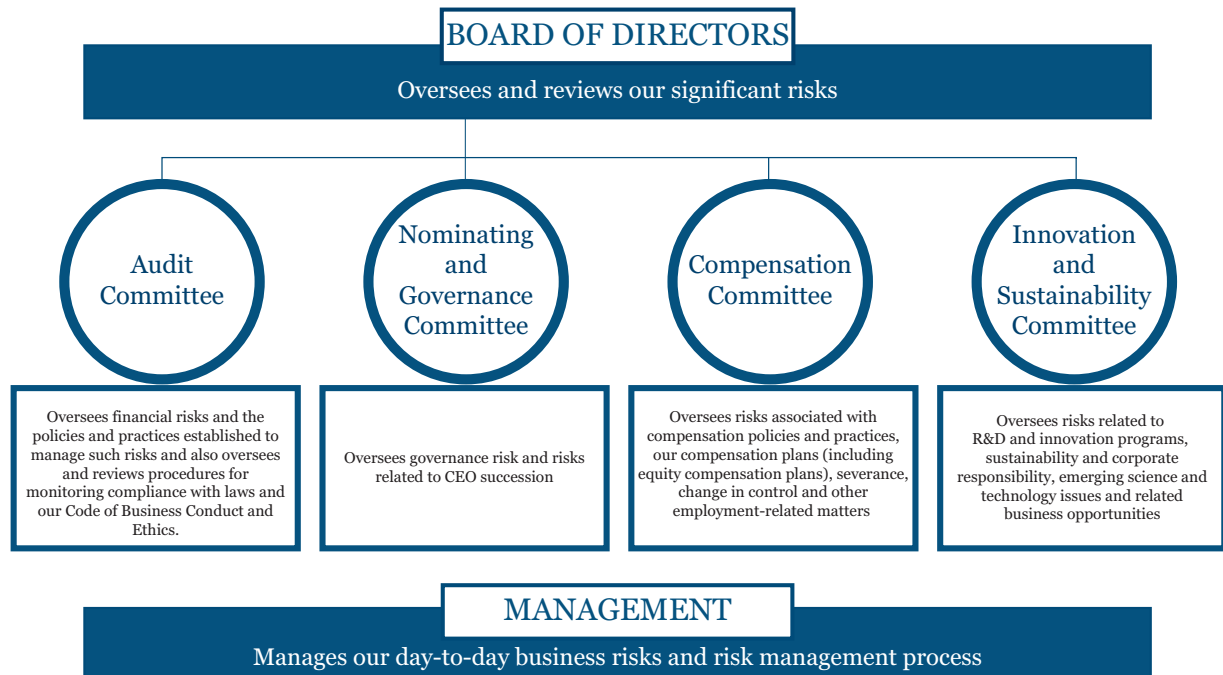 BOARD OF DIRECTORS
Oversees and reviews our significant risks
Audit
Committee
Nominating
and
Governance
Committee
Compensation
Committee
Innovation
and
Sustainability
Committee
Oversees financial risks and the
policies and practices established to
manage such risks and also oversees
and reviews procedures for
monitoring compliance with laws and
our Code of Business Conduct and
Ethics.
Oversees governance risk and risks
related to CEO succession
Oversees risks associated with
compensation policies and practices,
our compensation plans (including
equity compensation plans), severance,
change in control and other
employment-related matters
Oversees risks related to
R&D and innovation programs,
sustainability and corporate
responsibility, emerging science and
technology issues and related
business opportunities
MANAGEMENT
Manages our day-to-day business risks and risk management process